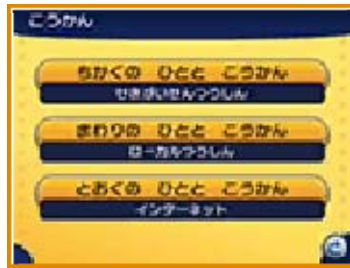 こうかん
ちかくの ひとと こうかん
せきがいせんつうしん
まわりの ひとと こうかん
ローカルつうしん
とおくの ひとと こうかん
インターネット